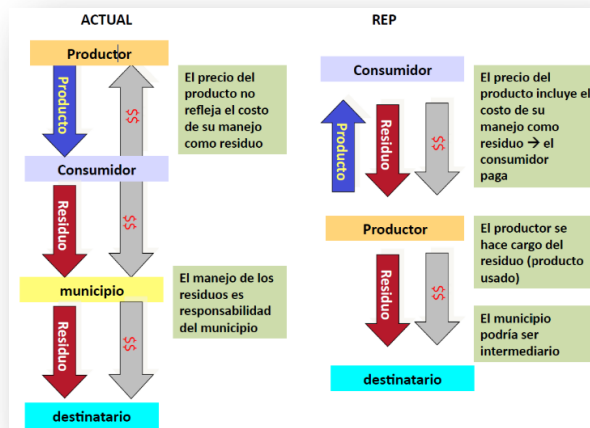 ACTUAL
Productor
Producto
$$
El precio del
producto no
refleja el costo
de su manejo
como residuo
Consumidor
Residuo
$$
municipio
El manejo de los
residuos es
responsabilidad
del municipio
Residuo
$$
destinatario
REP
Consumidor
Producto
Residuo
$$
El precio del
producto incluye el
costo de su
manejo como
residuo → el
consumidor
paga
Productor
El productor se
hace cargo del
residuo (producto
usado)
Residuo
$$
El municipio
podría ser
intermediario
destinatario